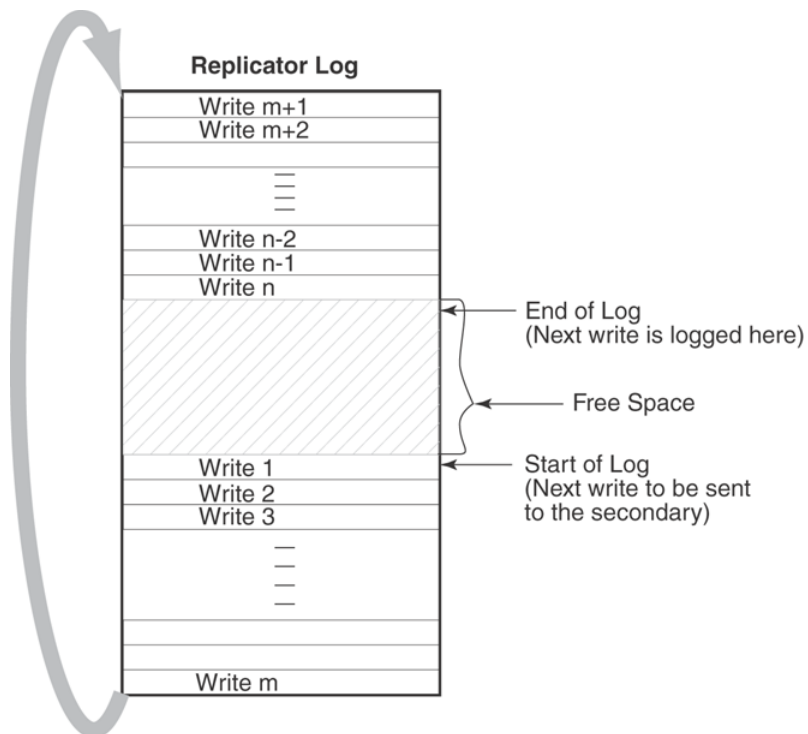 Replicator Log
Write m+1
Write m+2
Write n-2
Write n-1
Write n
End of Log
(Next write is logged here)
Free Space
Write 1
Write 2
Write 3
Start of Log
(Next write to be sent
to the secondary)
Write m